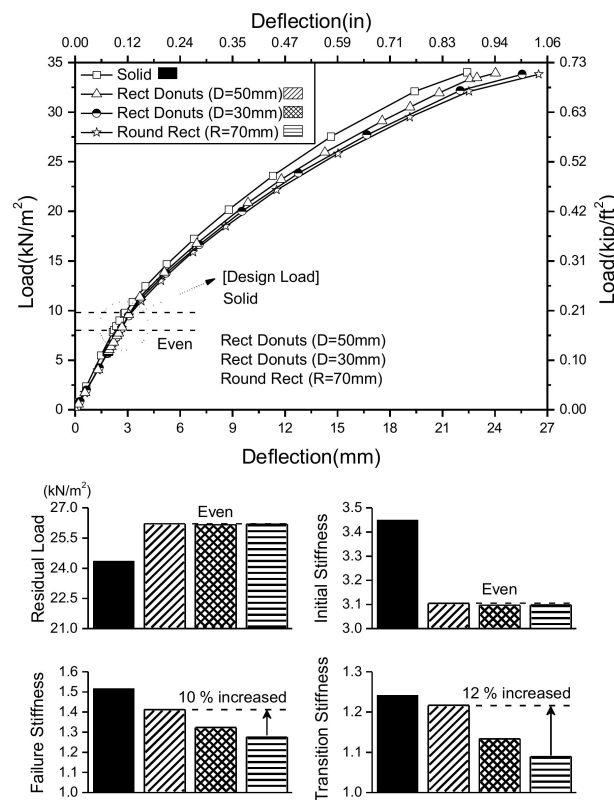 Deflection(in)
0.00 0.12 0.24 0.35 0.47 0.59 0.71 0.83 0.94 1.06
Solid
Rect Donuts (D=50mm)
Rect Donuts (D=30mm)
Round Rect (R=70mm)
35
30
25
20
15
10
5
0
Load(kN/m2)
0.73
0.63
0.52
0.42
0.31
0.21
0.10
0.00
Load(kip/ft2)
[Design Load]
Solid
Even
Rect Donuts (D=50mm)
Rect Donuts (D=30mm)
Round Rect (R=70mm)
0 3 6 9 12 15 18 21 24 27
Deflection(mm)
(kN/m2)
27.0
24.0
22.5
21.0
Residual Load
Even
3.5
3.4
3.3
3.2
3.1
3.0
Initial Stiffness
Even
1.6
1.5
1.4
1.3
1.2
1.1
1.0
Failure Stiffness
10 % increased
1.3
1.2
1.1
1.0
Transition Stiffness
12 % increased